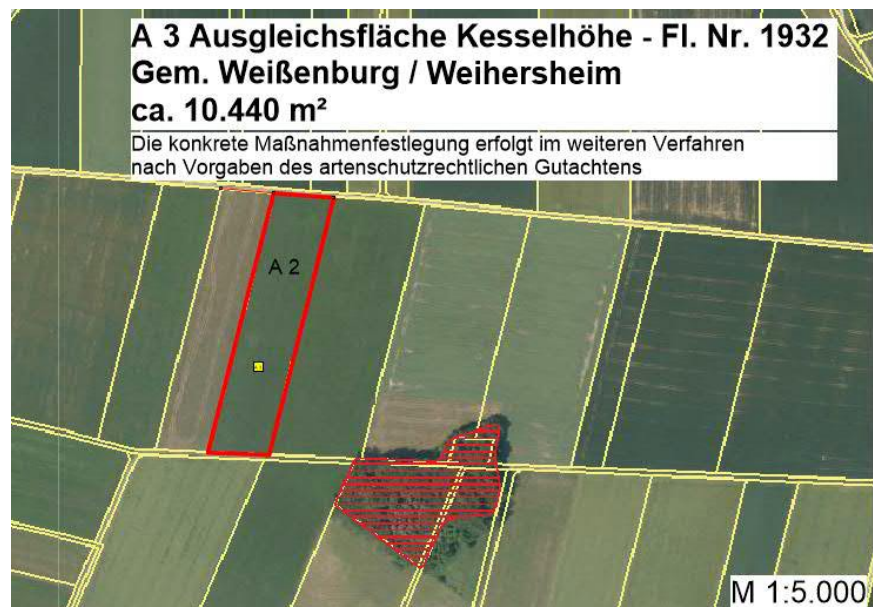 A 3 Ausgleichsfläche Kesselhöhe - Fl. Nr. 1932
Gem. Weißenburg / Weihersheim
ca. 10.440 m²
Die konkrete Maßnahmenfestlegung erfolgt im weiteren Verfahren
nach Vorgaben des artenschutzrechtlichen Gutachtens
A 2
M 1:5.000